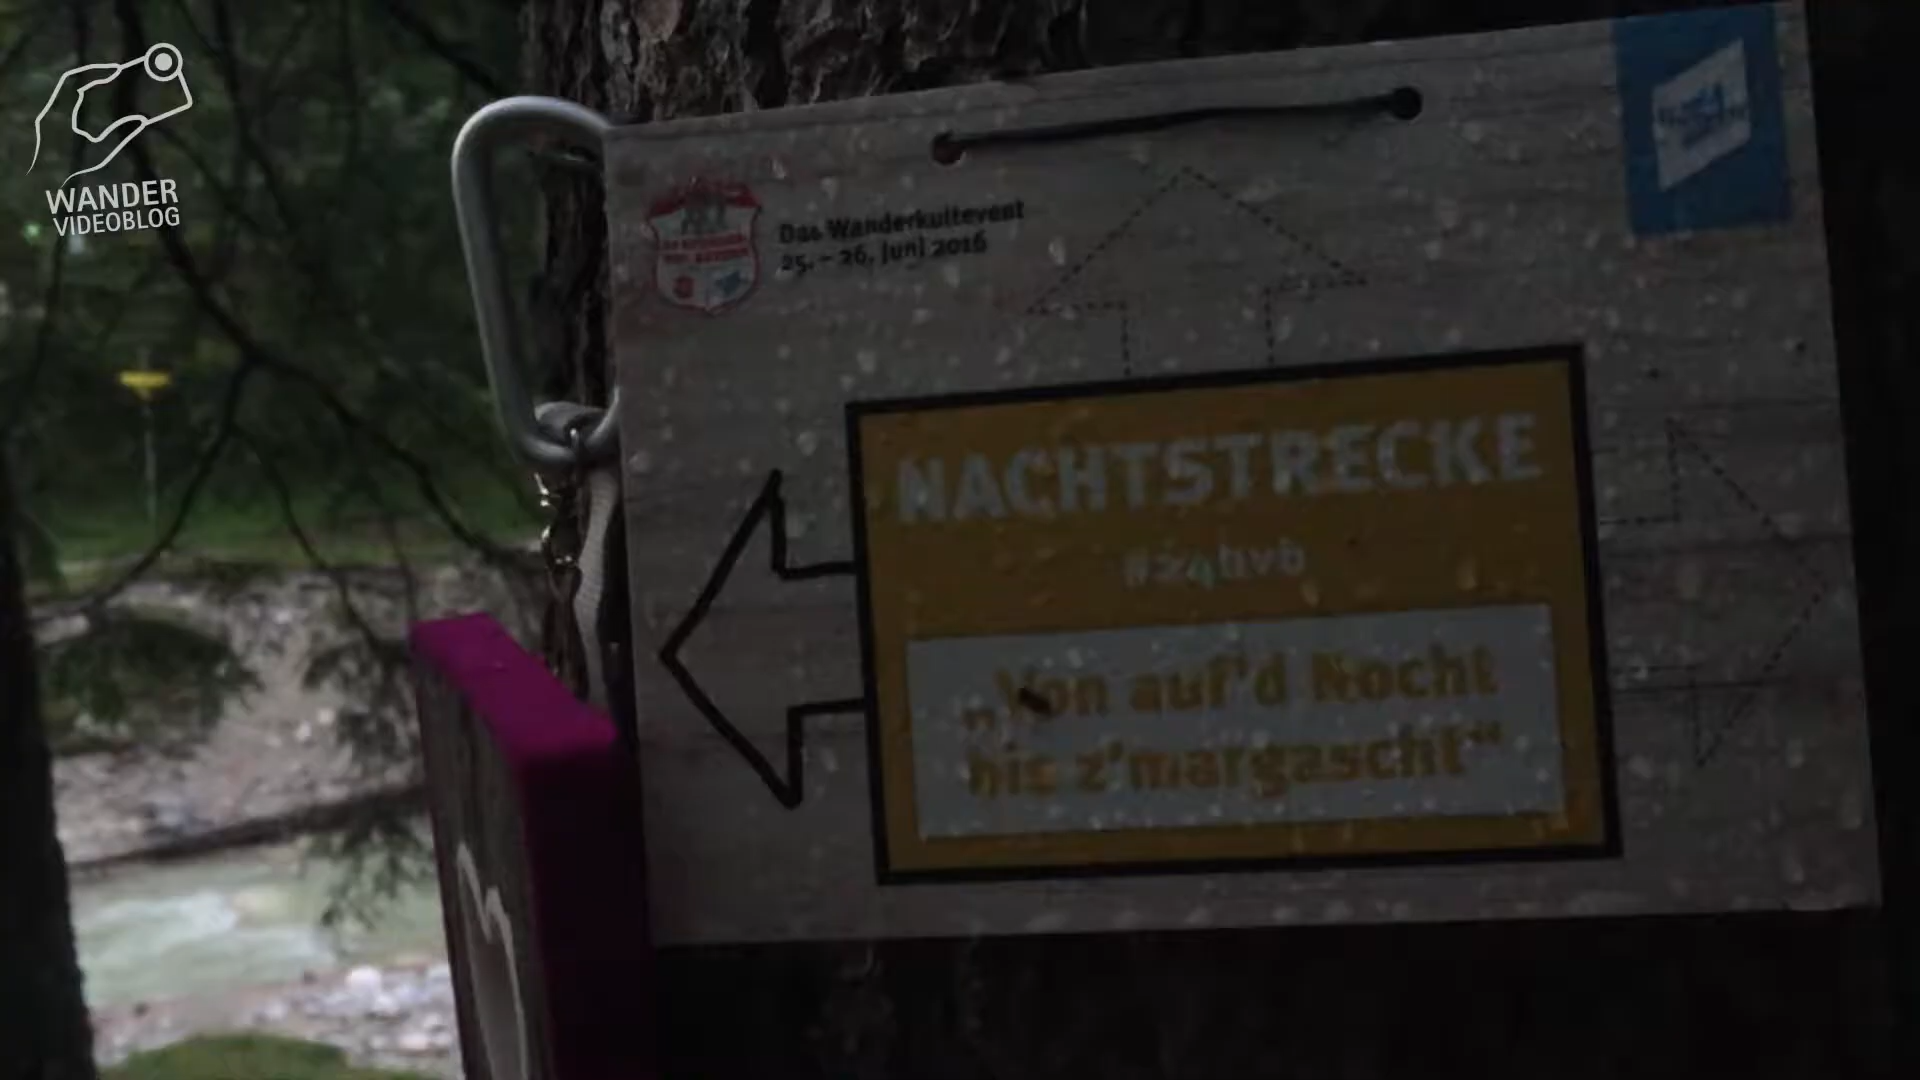 WANDER
VIDEOBLOG
Das Wanderkultevent
25. – 26. Juni 2016
NACHTSTRECKE
#24hvb
„Von auf'd Nocht
bis z'margascht“